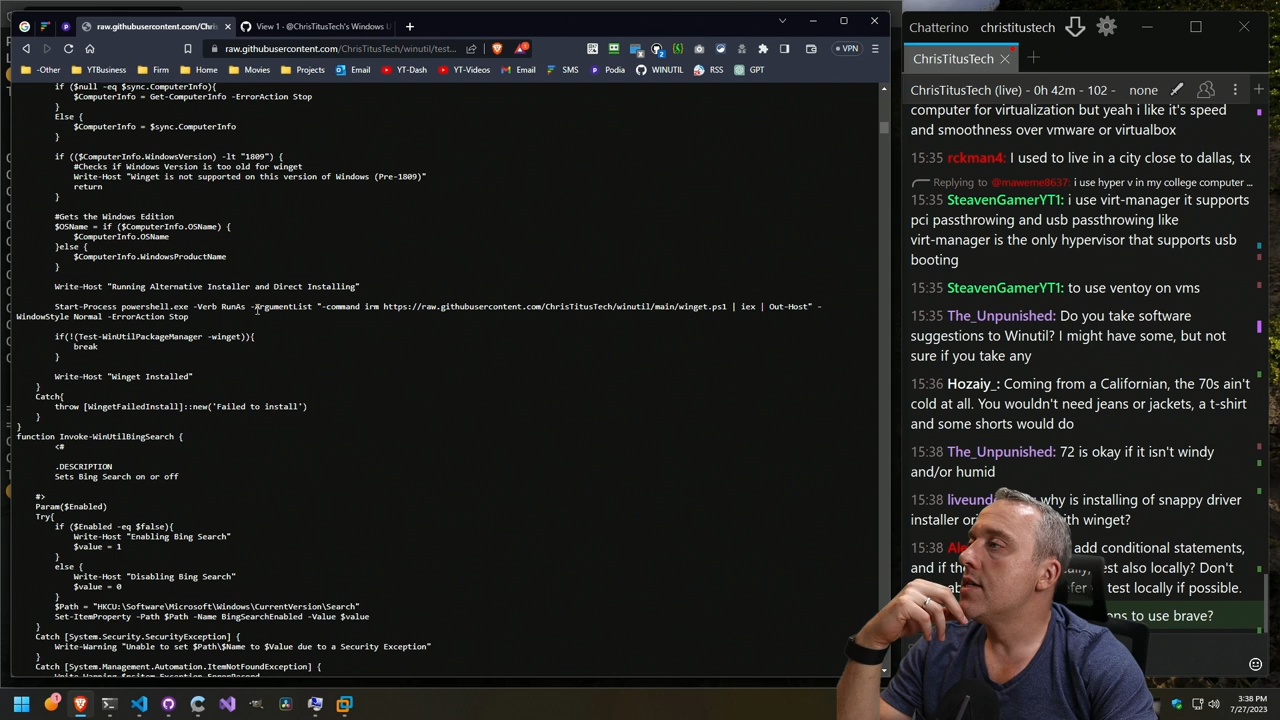 raw.githubusercontent.com/Chris
View 1 · @ChrisTitusTech's Windows U
raw.githubusercontent.com/ChrisTitusTech/winutil/test...
VPN
-Other
YTBusiness
Firm
Home
Movies
Projects
Email
YT-Dash
YT-Videos
Email
SMS
Podia
WINUTIL
RSS
GPT
if ($null -eq $sync.ComputerInfo){
$ComputerInfo = Get-ComputerInfo -ErrorAction Stop
}
Else {
$ComputerInfo = $sync.ComputerInfo
}
if (($ComputerInfo.WindowsVersion) -lt "1809") {
#Checks if Windows Version is too old for winget
Write-Host "Winget is not supported on this version of Windows (Pre-1809)"
return
}
#Gets the Windows Edition
$OSName = if ($ComputerInfo.OSName) {
$ComputerInfo.OSName
}else {
$ComputerInfo.WindowsProductName
}
Write-Host "Running Alternative Installer and Direct Installing"
Start-Process powershell.exe -Verb RunAs -ArgumentList "-command irm https://raw.githubusercontent.com/ChrisTitusTech/winutil/main/winget.ps1 | iex | Out-Host" -
WindowStyle Normal -ErrorAction Stop
if(!(Test-WinUtilPackageManager -winget)){
break
}
Write-Host "Winget Installed"
}
Catch{
throw [WingetFailedInstall]::new('Failed to install')
}
}
function Invoke-WinUtilBingSearch {
<#
.DESCRIPTION
Sets Bing Search on or off
#>
Param($Enabled)
Try{
if ($Enabled -eq $false){
Write-Host "Enabling Bing Search"
$value = 1
}
else {
Write-Host "Disabling Bing Search"
$value = 0
}
$Path = "HKCU:\Software\Microsoft\Windows\CurrentVersion\Search"
Set-ItemProperty -Path $Path -Name BingSearchEnabled -Value $value
}
Catch [System.Security.SecurityException] {
Write-Warning "Unable to set $Path\$Name to $Value due to a Security Exception"
}
Catch [System.Management.Automation.ItemNotFoundException] {
Write-Warning $psitem.Exception.ErrorRecord
Chatterino
christitustech
ChrisTitusTech
ChrisTitusTech (live) - 0h 42m - 102 -
none
computer for virtualization but yeah i like it's speed
and smoothness over vmware or virtualbox
15:35 rckman4: I used to live in a city close to dallas, tx
Replying to @maweme8637: i use hyper v in my college computer ...
15:35 SteavenGamerYT1: i use virt-manager it supports
pci passthrowing and usb passthrowing like
virt-manager is the only hypervisor that supports usb
booting
15:35 SteavenGamerYT1: to use ventoy on vms
15:35 The_Unpunished: Do you take software
suggestions to Winutil? I might have some, but not
sure if you take any
15:36 Hozaiy_: Coming from a Californian, the 70s ain't
cold at all. You wouldn't need jeans or jackets, a t-shirt
and some shorts would do
15:38 The_Unpunished: 72 is okay if it isn't windy
and/or humid
15:38 why is installing of snappy driver
installer with winget?
15:38 add conditional statements,
and if test also locally? Don't
test locally if possible.
to use brave?
3:38 PM
7/27/2023